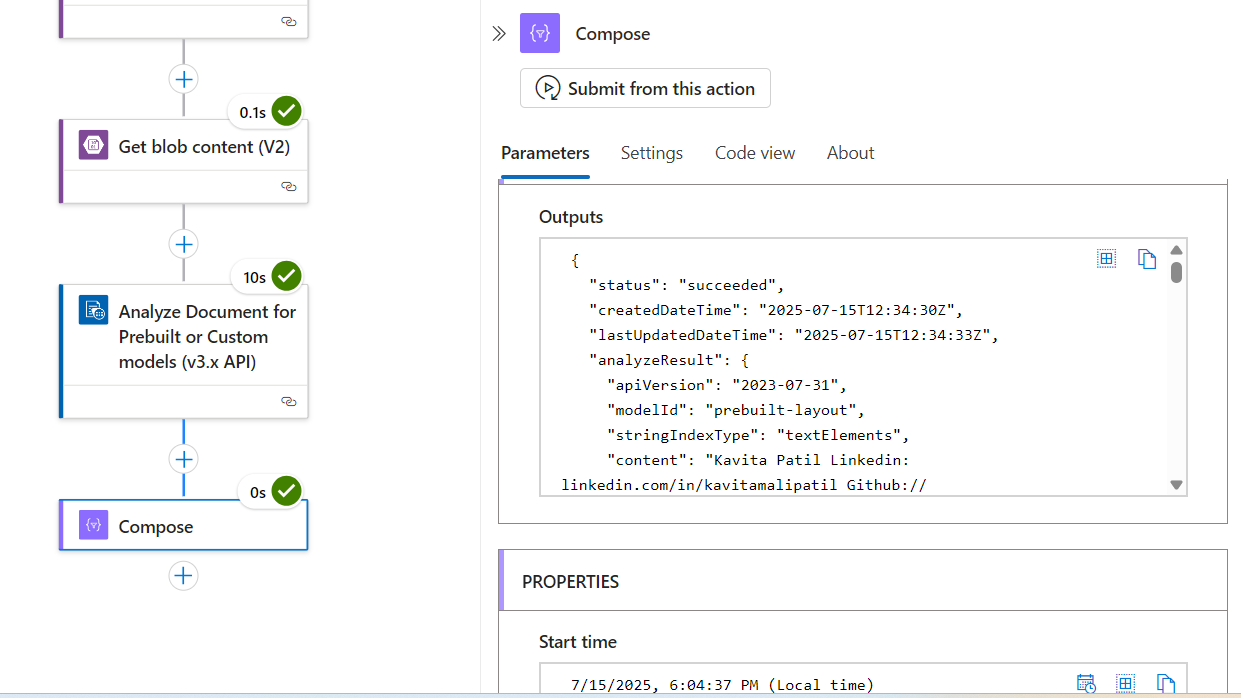 0.1s
Get blob content (V2)
10s
Analyze Document for
Prebuilt or Custom
models (v3.x API)
0s
Compose
Compose
Submit from this action
Parameters Settings Code view About
Outputs
{
"status": "succeeded",
"createdDateTime": "2025-07-15T12:34:30Z",
"lastUpdatedDateTime": "2025-07-15T12:34:33Z",
"analyzeResult": {
"apiVersion": "2023-07-31",
"modelId": "prebuilt-layout",
"stringIndexType": "textElements",
"content": "Kavita Patil Linkedin:
linkedin.com/in/kavitamalipatil Github://
PROPERTIES
Start time
7/15/2025, 6:04:37 PM (Local time)